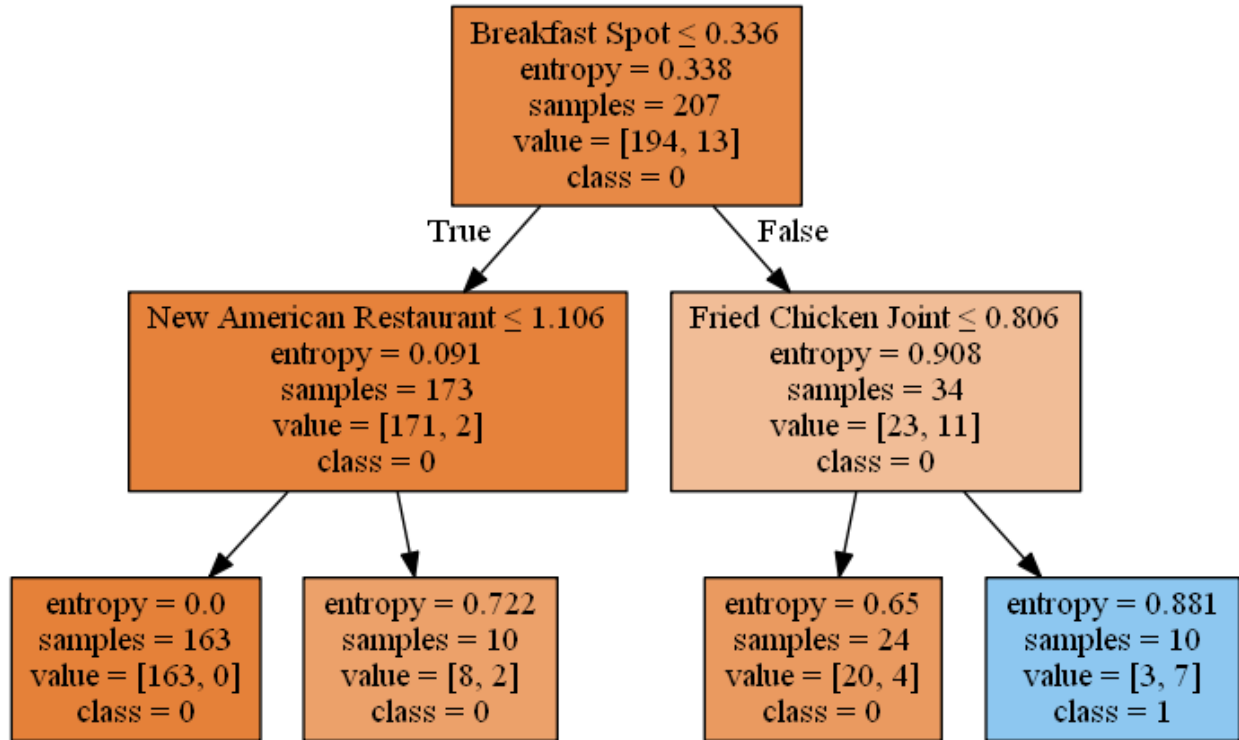 Breakfast Spot ≤ 0.336
entropy = 0.338
samples = 207
value = [194, 13]
class = 0
True
False
New American Restaurant ≤ 1.106
entropy = 0.091
samples = 173
value = [171, 2]
class = 0
Fried Chicken Joint ≤ 0.806
entropy = 0.908
samples = 34
value = [23, 11]
class = 0
entropy = 0.0
samples = 163
value = [163, 0]
class = 0
entropy = 0.722
samples = 10
value = [8, 2]
class = 0
entropy = 0.65
samples = 24
value = [20, 4]
class = 0
entropy = 0.881
samples = 10
value = [3, 7]
class = 1